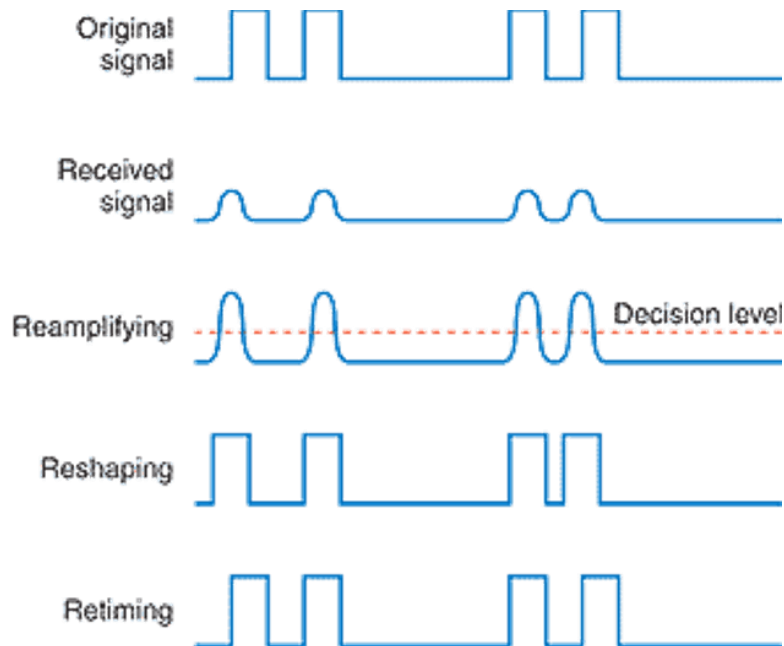 Original
signal
Received
signal
Reamplifying
Decision level
Reshaping
Retiming